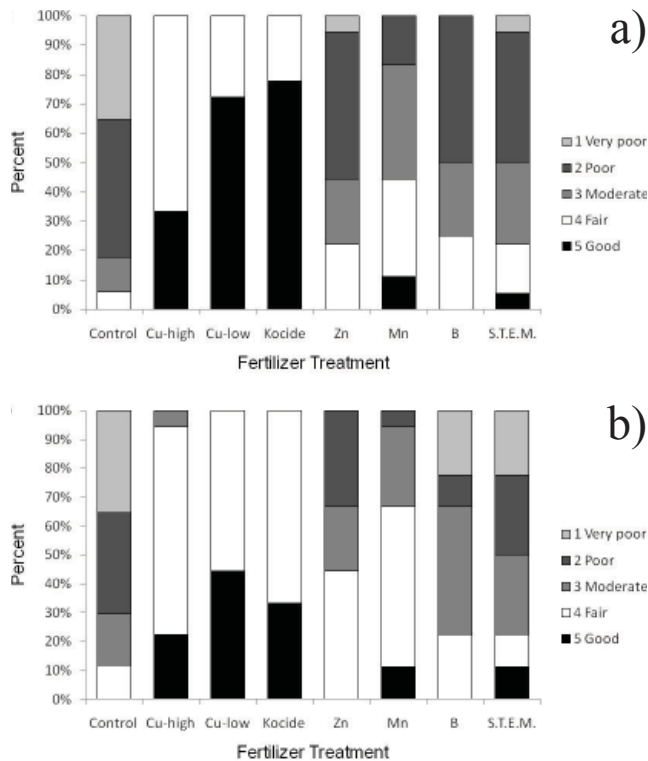 a)
100%
90%
80%
70%
60%
50%
40%
30%
20%
10%
0%
Percent
1 Very poor
2 Poor
3 Moderate
4 Fair
5 Good
Control Cu-high Cu-low Kocide Zn Mn B S.T.E.M.
Fertilizer Treatment
b)
100%
90%
80%
70%
60%
50%
40%
30%
20%
10%
0%
Percent
1 Very poor
2 Poor
3 Moderate
4 Fair
5 Good
Control Cu-high Cu-low Kocide Zn Mn B S.T.E.M.
Fertilizer Treatment